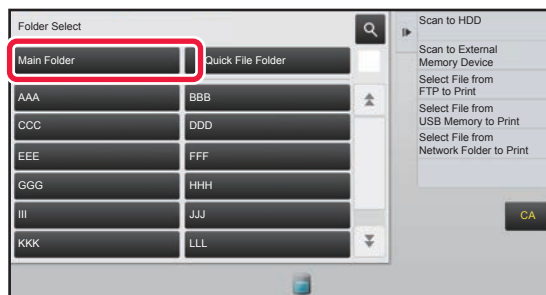 Folder Select
Main Folder
Quick File Folder
AAA
BBB
CCC
DDD
EEE
FFF
GGG
HHH
III
JJJ
KKK
LLL
Scan to HDD
Scan to External
Memory Device
Select File from
FTP to Print
Select File from
USB Memory to Print
Select File from
Network Folder to Print
CA